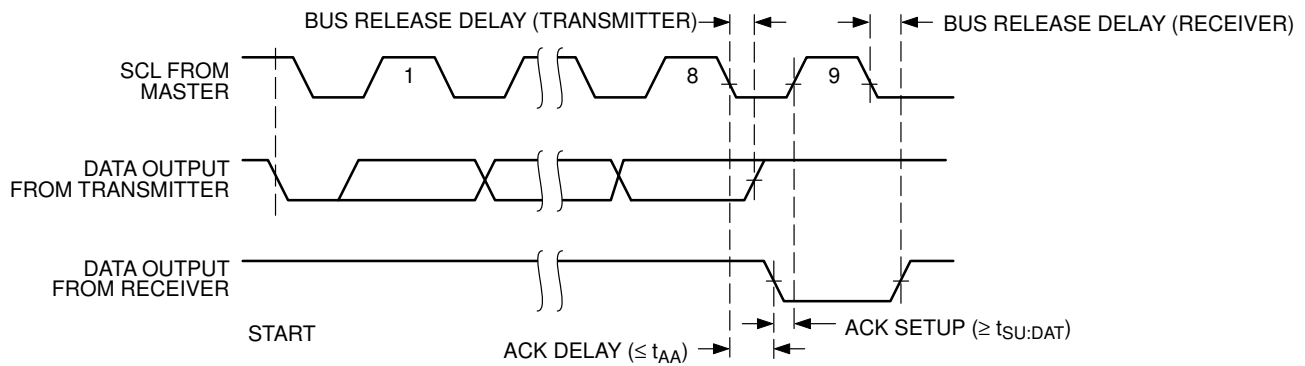 BUS RELEASE DELAY (TRANSMITTER)
BUS RELEASE DELAY (RECEIVER)
SCL FROM
MASTER
1
8
9
DATA OUTPUT
FROM TRANSMITTER
DATA OUTPUT
FROM RECEIVER
START
ACK SETUP (≥ tSU:DAT)
ACK DELAY (≤ tAA)